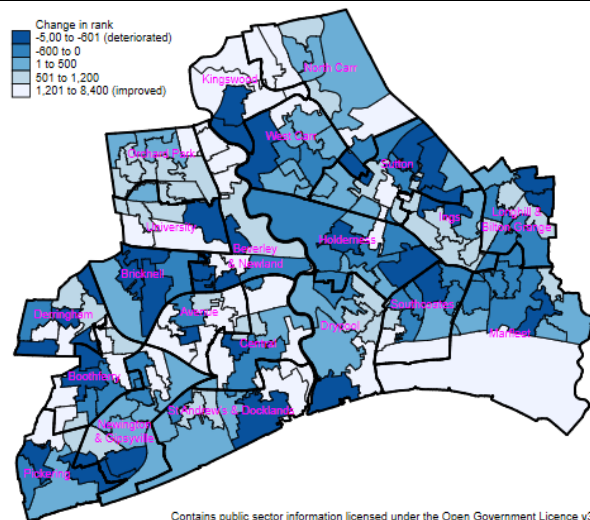 Change in rank
-5,00 to -601 (deteriorated)
-600 to 0
1 to 500
501 to 1,200
1,201 to 8,400 (improved)
Kingswood
North Carr
West Carr
Orchard Park
Sutton
Longhill &
Bilton Grange
Ings
University
Holderness
Beverley
& Newland
Bricknell
Derringham
Avenue
Southcoates
Drypool
Marfleet
Central
Boothferry
St Andrew's & Docklands
Newington
& Gipsyville
Pickering
Contains public sector information licensed under the Open Government Licence v3